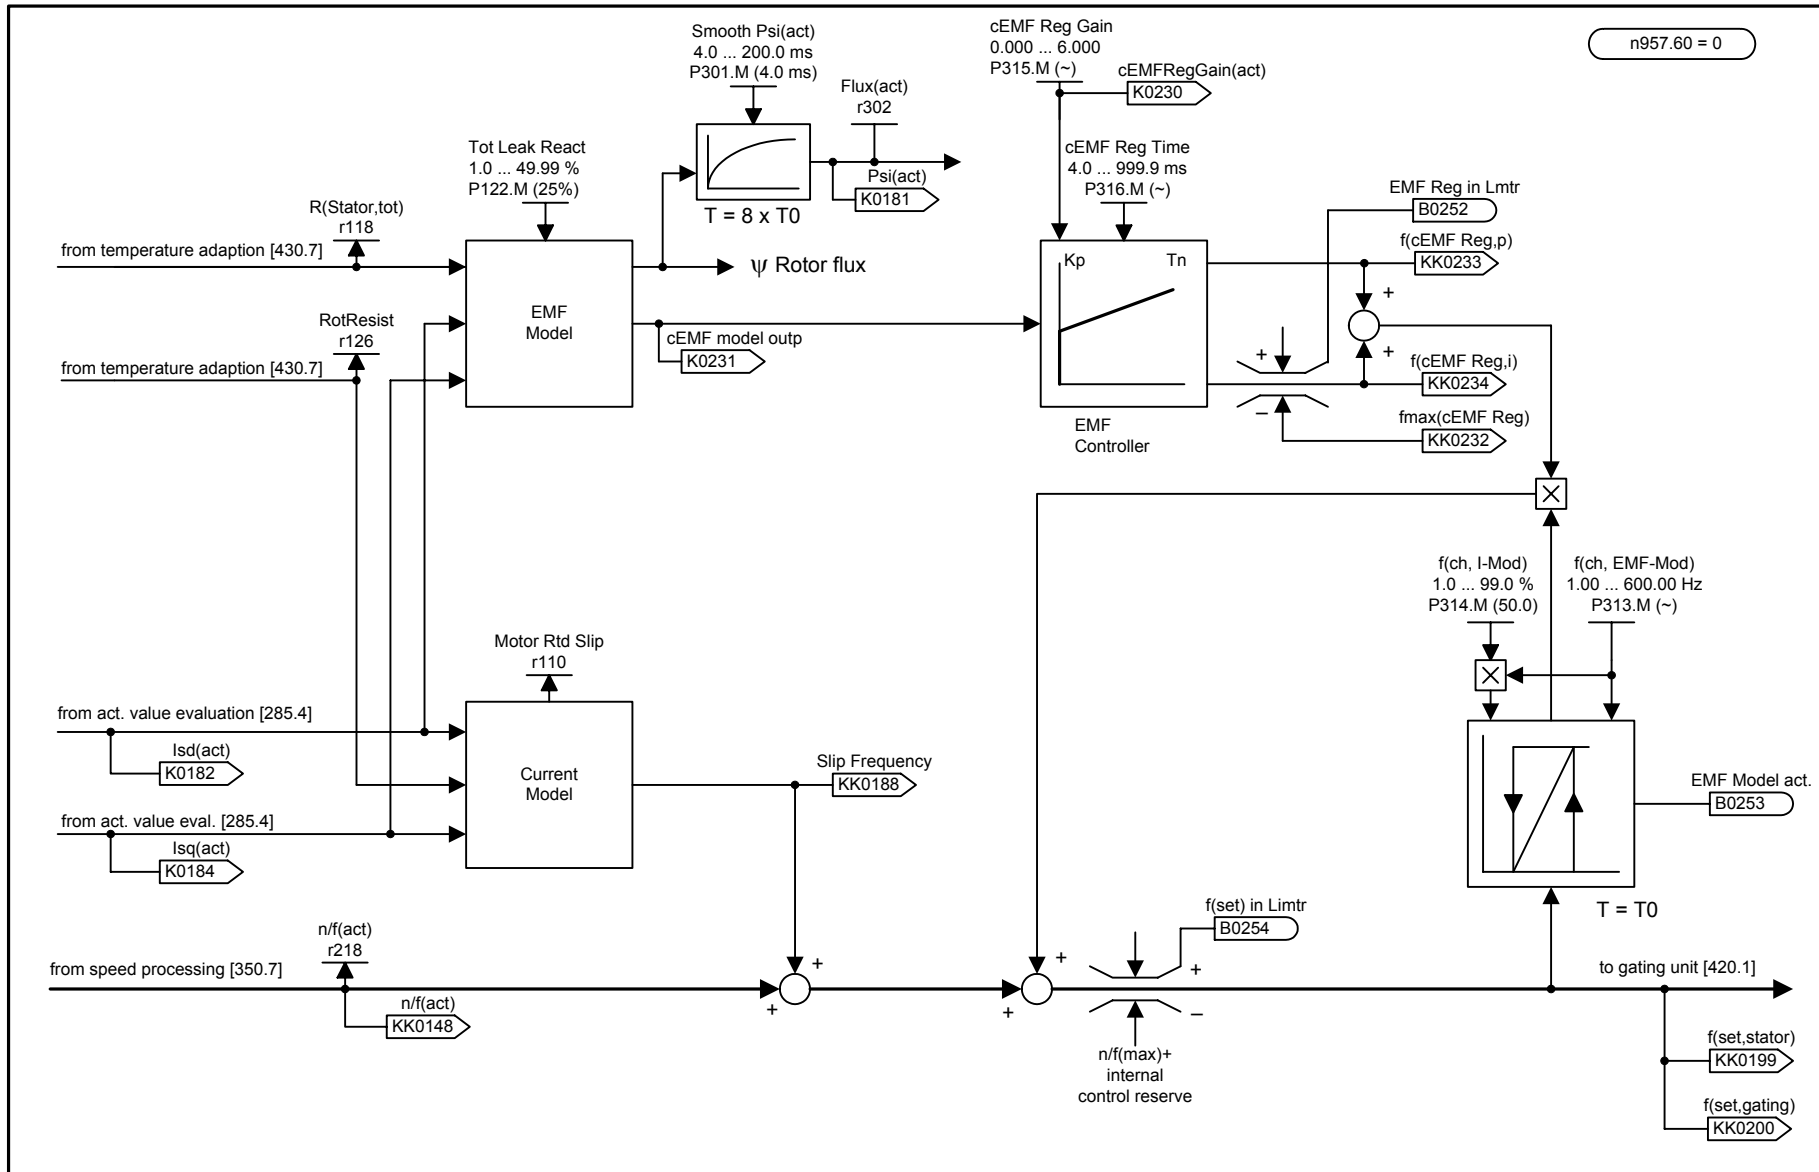 n957.60 = 0
Smooth Psi(act)
4.0 ... 200.0 ms
P301.M (4.0 ms)
Flux(act)
r302
Psi(act)
K0181
T = 8 x T0
cEMF Reg Gain
0.000 ... 6.000
P315.M (~)
cEMFRegGain(act)
K0230
cEMF Reg Time
4.0 ... 999.9 ms
P316.M (~)
Tot Leak React
1.0 ... 49.99 %
P122.M (25%)
R(Stator,tot)
r118
from temperature adaption [430.7]
RotResist
r126
from temperature adaption [430.7]
EMF
Model
ψ Rotor flux
cEMF model outp
K0231
Kp
Tn
EMF
Controller
EMF Reg in Lmtr
B0252
f(cEMF Reg,p)
KK0233
+
+
+
–
f(cEMF Reg,i)
KK0234
fmax(cEMF Reg)
KK0232
f(ch, I-Mod)
1.0 ... 99.0 %
P314.M (50.0)
f(ch, EMF-Mod)
1.00 ... 600.00 Hz
P313.M (~)
EMF Model act.
B0253
T = T0
Motor Rtd Slip
r110
from act. value evaluation [285.4]
Isd(act)
K0182
Current
Model
Slip Frequency
KK0188
from act. value eval. [285.4]
Isq(act)
K0184
n/f(act)
r218
from speed processing [350.7]
n/f(act)
KK0148
+
+
+
+
f(set) in Limtr
B0254
+
–
n/f(max)+
internal
control reserve
to gating unit [420.1]
f(set,stator)
KK0199
f(set,gating)
KK0200